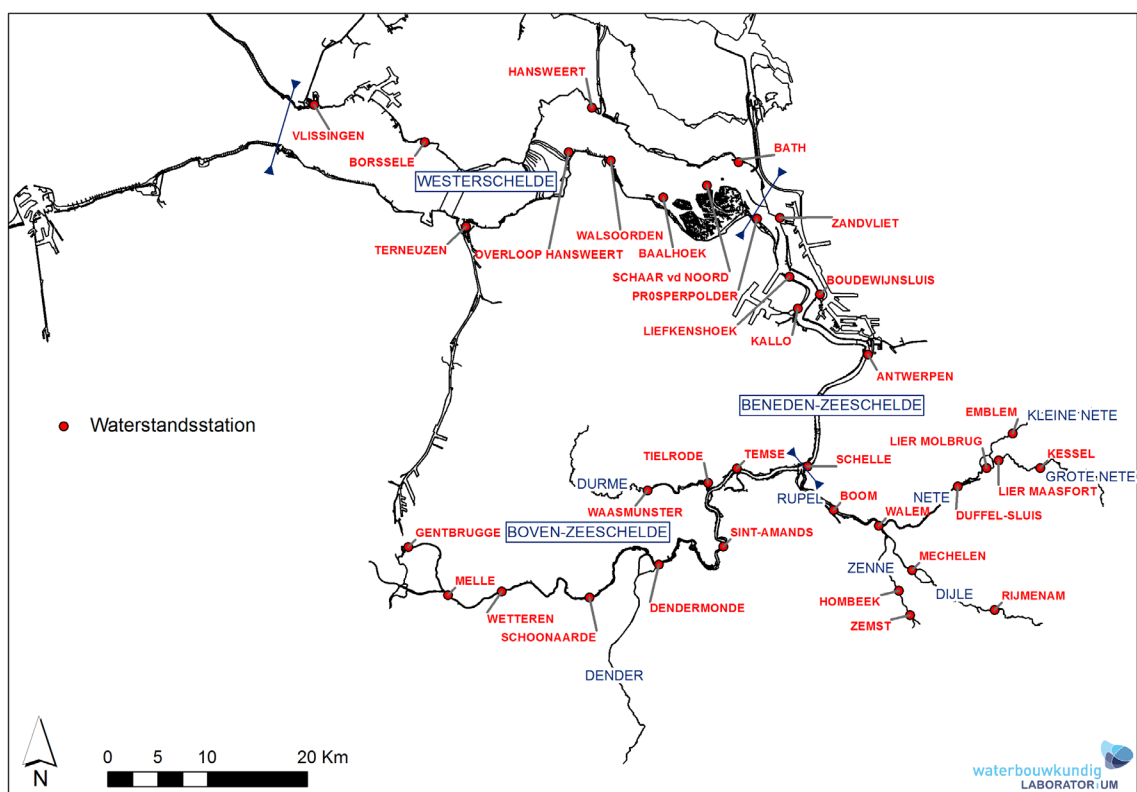 HANSWEERT
VLISSINGEN
BORSSELE
BATH
WESTERSCHELDE
ZANDVLIET
WALSOORDEN
TERNEUZEN
OVERLOOP HANSWEERT
BAALHOEK
SCHAAR vd NOORD
BOUDEWIJNSLUIS
PR0SPERPOLDER
LIEFKENSHOEK
KALLO
ANTWERPEN
BENEDEN-ZEESCHELDE
EMBLEM
KLEINE NETE
Waterstandsstation
LIER MOLBRUG
TIELRODE
TEMSE
SCHELLE
KESSEL
GROTE NETE
LIER MAASFORT
DURME
RUPEL
NETE
WAASMUNSTER
BOOM
DUFFEL-SLUIS
WALEM
GENTBRUGGE
BOVEN-ZEESCHELDE
SINT-AMANDS
MECHELEN
ZENNE
MELLE
HOMBEEK
DIJLE
RIJMENAM
WETTEREN
DENDERMONDE
ZEMST
SCHOONAARDE
DENDER
0 5 10 20 Km
N
waterbouwkundig
LABORATORIUM